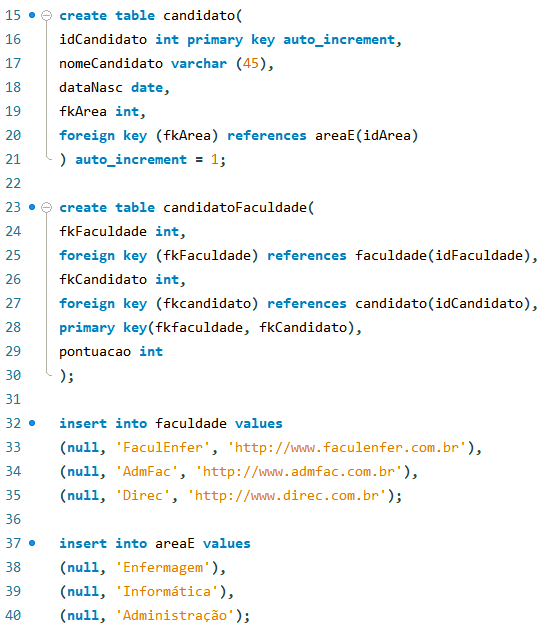 15 create table candidato(
16 idCandidato int primary key auto_increment,
17 nomeCandidato varchar (45),
18 dataNasc date,
19 fkArea int,
20 foreign key (fkArea) references areaE(idArea)
21 ) auto_increment = 1;
22
23 create table candidatoFaculdade(
24 fkFaculdade int,
25 foreign key (fkFaculdade) references faculdade(idFaculdade),
26 fkCandidato int,
27 foreign key (fkcandidato) references candidato(idCandidato),
28 primary key(fkfaculdade, fkCandidato),
29 pontuacao int
30 );
31
32 insert into faculdade values
33 (null, 'FaculEnfer', 'http://www.faculenfer.com.br'),
34 (null, 'AdmFac', 'http://www.admfac.com.br'),
35 (null, 'Direc', 'http://www.direc.com.br');
36
37 insert into areaE values
38 (null, 'Enfermagem'),
39 (null, 'Informática'),
40 (null, 'Administração');